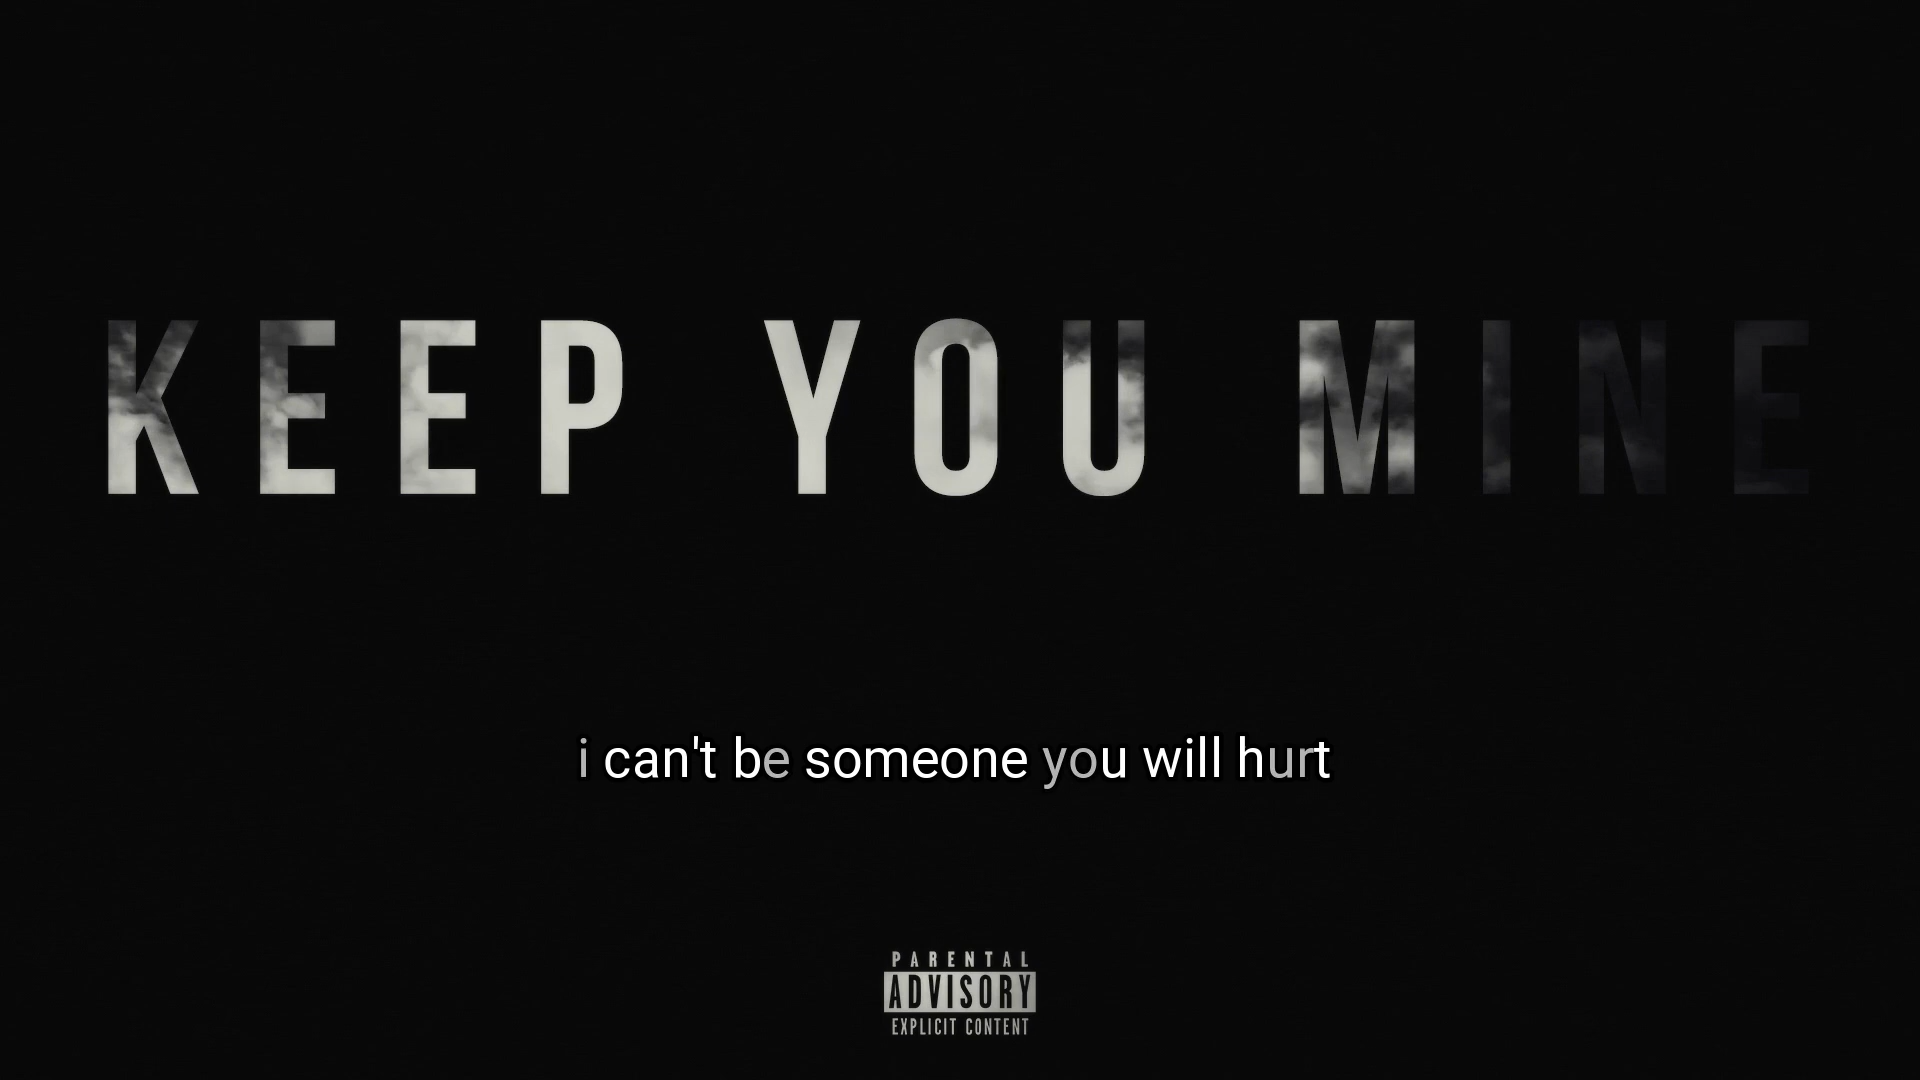 KEEP YOU MINE
i can't be someone you will hurt
PARENTAL
ADVISORY
EXPLICIT CONTENT